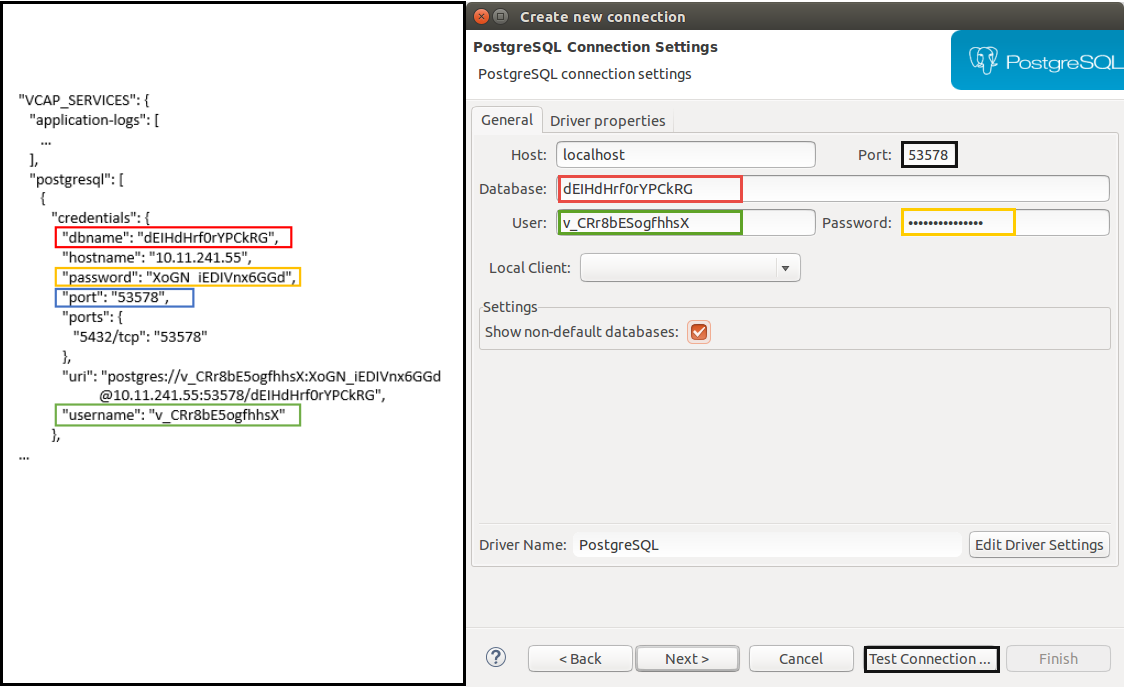 "VCAP_SERVICES": {
"application-logs": [
...
],
"postgresql": [
{
"credentials": {
"dbname": "dEIHdHrf0rYPCkRG",
"hostname": "10.11.241.55",
"password": "XoGN_iEDIVnx6GGd",
"port": "53578",
"ports": {
"5432/tcp": "53578"
},
"uri": "postgres://v_CRr8bE5ogfhhsX:XoGN_iEDIVnx6GGd
@10.11.241.55:53578/dEIHdHrf0rYPCkRG",
"username": "v_CRr8bE5ogfhhsX"
},
...
Create new connection
PostgreSQL Connection Settings
PostgreSQL connection settings
PostgreSQL
General Driver properties
Host: localhost Port: 53578
Database: dEIHdHrf0rYPCkRG
User: v_CRr8bESogfhhsX Password: •••••••••••••••
Local Client:
Settings
Show non-default databases:
Driver Name: PostgreSQL Edit Driver Settings
? < Back Next > Cancel Test Connection ... Finish